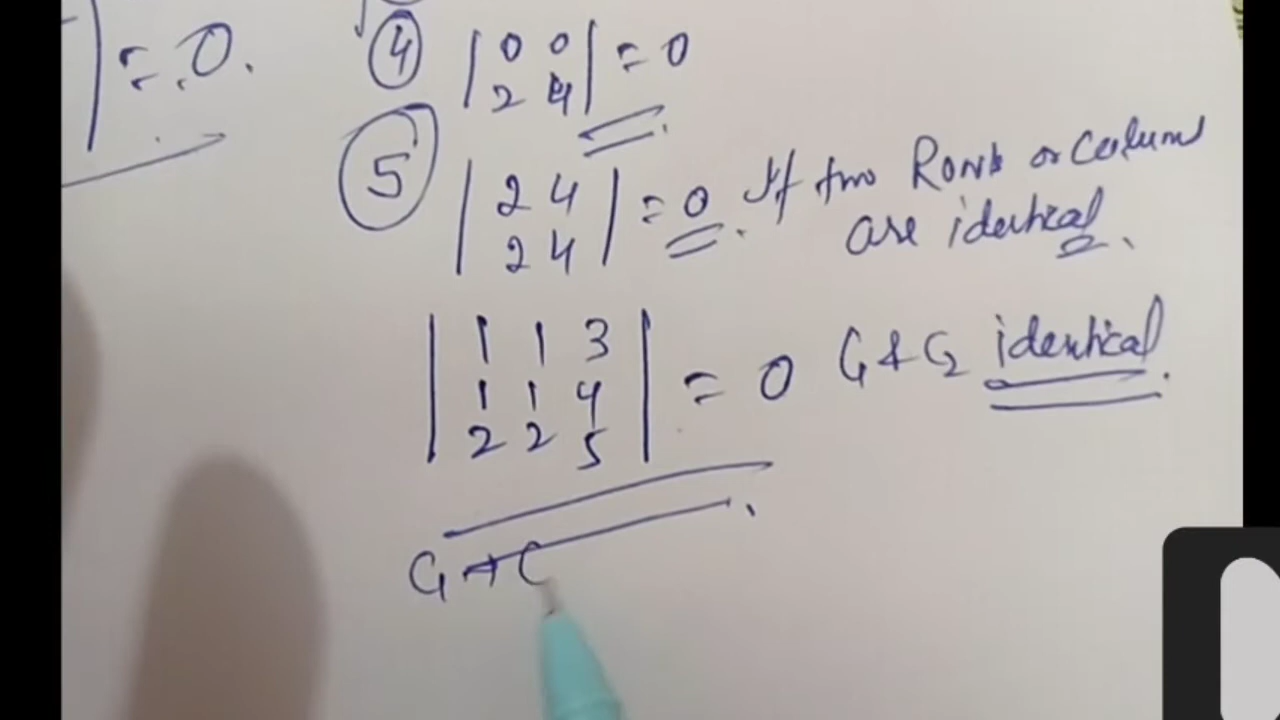 | = 0.
④ | 0 0 | = 0
| 2 4 |
⑤ | 2 4 | = 0. If two Rows or Column
| 2 4 | are identical.
| 1 1 3 |
| 1 1 4 | = 0 C1 & C2 identical.
| 2 2 5 |
C1 → C